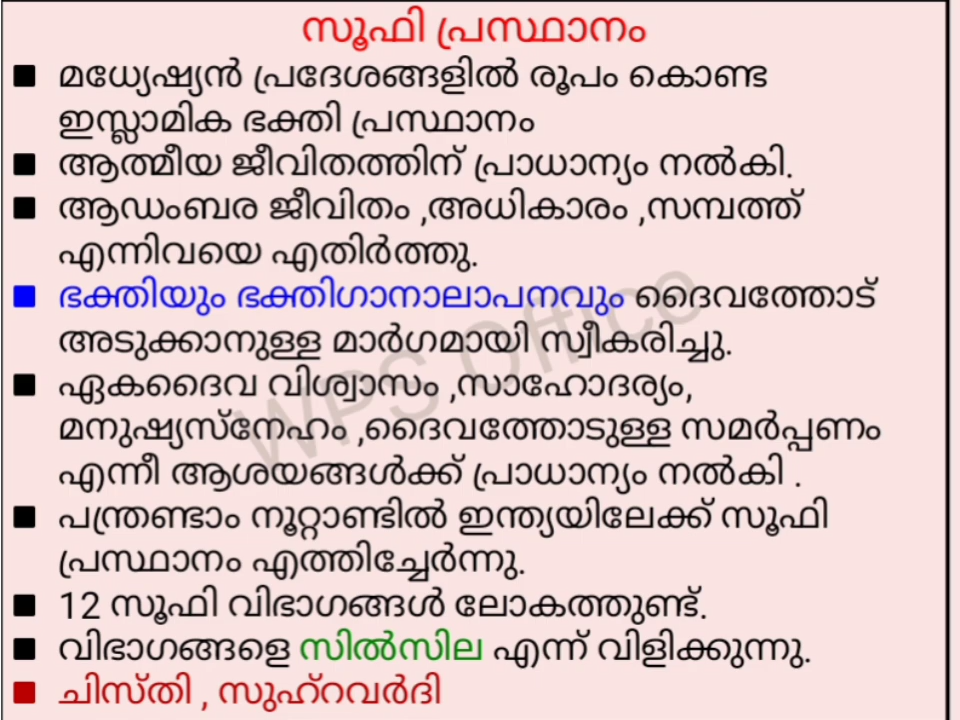 സൂഫി പ്രസ്ഥാനം
■ മധ്യേഷ്യൻ പ്രദേശങ്ങളിൽ രൂപം കൊണ്ട
ഇസ്ലാമിക ഭക്തി പ്രസ്ഥാനം
■ ആത്മീയ ജീവിതത്തിന് പ്രാധാന്യം നൽകി.
■ ആഡംബര ജീവിതം ,അധികാരം ,സമ്പത്ത്
എന്നിവയെ എതിർത്തു.
■ ഭക്തിയും ഭക്തിഗാനാലാപനവും ദൈവത്തോട്
അടുക്കാനുള്ള മാർഗമായി സ്വീകരിച്ചു.
■ ഏകദൈവ വിശ്വാസം ,സാഹോദര്യം,
മനുഷ്യസ്നേഹം ,ദൈവത്തോടുള്ള സമർപ്പണം
എന്നീ ആശയങ്ങൾക്ക് പ്രാധാന്യം നൽകി .
■ പന്ത്രണ്ടാം നൂറ്റാണ്ടിൽ ഇന്ത്യയിലേക്ക് സൂഫി
പ്രസ്ഥാനം എത്തിച്ചേർന്നു.
■ 12 സൂഫി വിഭാഗങ്ങൾ ലോകത്തുണ്ട്.
■ വിഭാഗങ്ങളെ സിൽസില എന്ന് വിളിക്കുന്നു.
■ ചിസ്തി , സുഹ്റവർദി
WPS Office